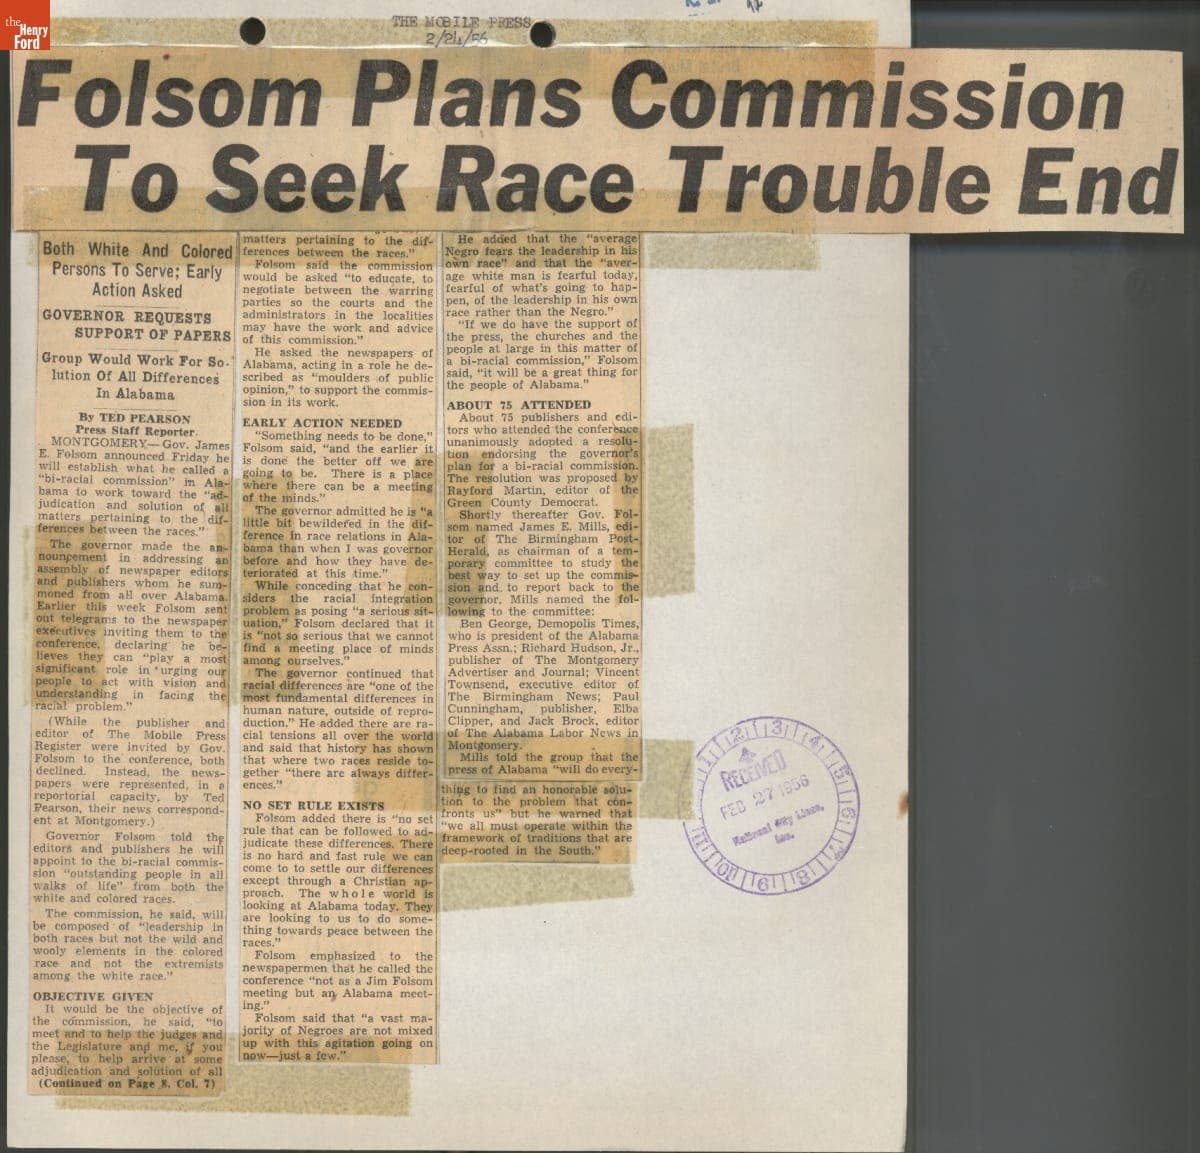 the
Henry
Ford
THE MOBILE PRESS
2/24/56
Folsom Plans Commission
To Seek Race Trouble End
Both White And Colored
Persons To Serve; Early
Action Asked
GOVERNOR REQUESTS
SUPPORT OF PAPERS
Group Would Work For So-
lution Of All Differences
In Alabama
By TED PEARSON
Press Staff Reporter
MONTGOMERY—Gov. James
E. Folsom announced Friday he
will establish what he called a
"bi-racial commission" in Ala-
bama to work toward the "ad-
judication and solution of all
matters pertaining to the dif-
ferences between the races."
The governor made the an-
nouncement in addressing an
assembly of newspaper editors
and publishers whom he sum-
moned from all over Alabama.
Earlier this week Folsom sent
out telegrams to the newspaper
executives inviting them to the
conference, declaring he be-
lieves they can "play a most
significant role in urging our
people to act with vision and
understanding in facing the
racial problem."
(While the publisher and
editor of The Mobile Press
Register were invited by Gov.
Folsom to the conference, both
declined. Instead, the news-
papers were represented, in a
reportorial capacity, by Ted
Pearson, their news correspond-
ent at Montgomery.)
Governor Folsom told the
editors and publishers he will
appoint to the bi-racial commis-
sion "outstanding people in all
walks of life" from both the
white and colored races.
The commission, he said, will
be composed of "leadership in
both races but not the wild and
wooly elements in the colored
race and not the extremists
among the white race."
OBJECTIVE GIVEN
It would be the objective of
the commission, he said, "to
meet and to help the judges and
the Legislature and me, if you
please, to help arrive at some
adjudication and solution of all
(Continued on Page 8, Col. 7)
matters pertaining to the dif-
ferences between the races."
Folsom said the commission
would be asked "to educate, to
negotiate between the warring
parties so the courts and the
administrators in the localities
may have the work and advice
of this commission."
He asked the newspapers of
Alabama, acting in a role he de-
scribed as "moulders of public
opinion," to support the commis-
sion in its work.
EARLY ACTION NEEDED
"Something needs to be done,"
Folsom said, "and the earlier it
is done the better off we are
going to be. There is a place
where there can be a meeting
of the minds."
The governor admitted he is "a
little bit bewildered in the dif-
ference in race relations in Ala-
bama than when I was governor
before and how they have de-
teriorated at this time."
While conceding that he con-
siders the racial integration
problem as posing "a serious sit-
uation," Folsom declared that it
is "not so serious that we cannot
find a meeting place of minds
among ourselves."
The governor continued that
racial differences are "one of the
most fundamental differences in
human nature, outside of repro-
duction." He added there are ra-
cial tensions all over the world
and said that history has shown
that where two races reside to-
gether "there are always differ-
ences."
NO SET RULE EXISTS
Folsom added there is "no set
rule that can be followed to ad-
judicate these differences. There
is no hard and fast rule we can
come to to settle our differences
except through a Christian ap-
proach. The whole world is
looking at Alabama today. They
are looking to us to do some-
thing towards peace between the
races."
Folsom emphasized to the
newspapermen that he called the
conference "not as a Jim Folsom
meeting but an Alabama meet-
ing."
Folsom said that "a vast ma-
jority of Negroes are not mixed
up with this agitation going on
now—just a few."
He added that the "average
Negro fears the leadership in his
own race" and that the "aver-
age white man is fearful today,
fearful of what's going to hap-
pen, of the leadership in his own
race rather than the Negro."
"If we do have the support of
the press, the churches and the
people at large in this matter of
a bi-racial commission," Folsom
said, "it will be a great thing for
the people of Alabama."
ABOUT 75 ATTENDED
About 75 publishers and edi-
tors who attended the conference
unanimously adopted a resolu-
tion endorsing the governor's
plan for a bi-racial commission.
The resolution was proposed by
Rayford Martin, editor of the
Green County Democrat.
Shortly thereafter Gov. Fol-
som named James E. Mills, edi-
tor of The Birmingham Post-
Herald, as chairman of a tem-
porary committee to study the
best way to set up the commis-
sion and to report back to the
governor. Mills named the fol-
lowing to the committee:
Ben George, Demopolis Times,
who is president of the Alabama
Press Assn.; Richard Hudson, Jr.,
publisher of The Montgomery
Advertiser and Journal; Vincent
Townsend, executive editor of
The Birmingham News; Paul
Cunningham, publisher, Elba
Clipper, and Jack Brock, editor
of The Alabama Labor News in
Montgomery.
Mills told the group that the
press of Alabama "will do every-
thing to find an honorable solu-
tion to the problem that con-
fronts us" but he warned that
"we all must operate within the
framework of traditions that are
deep-rooted in the South."
RECEIVED
FEB 27 1956
National City Lines,
Inc.
12 1 2 3 4 5 6 7 8 9 10 11